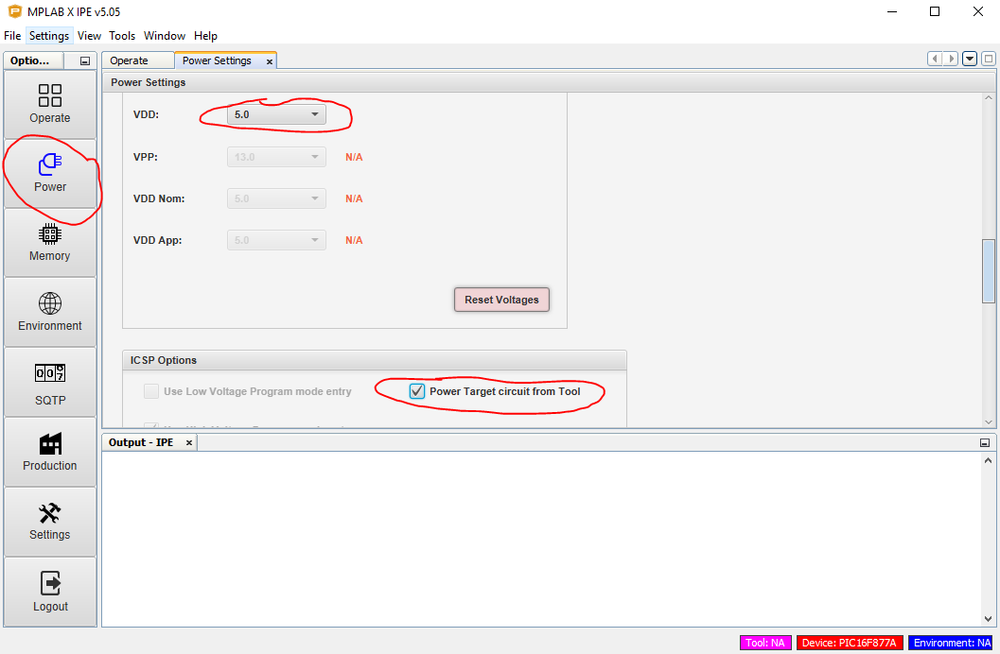 MPLAB X IPE v5.05
File Settings View Tools Window Help
Optio...
Operate
Power
Memory
Environment
SQTP
Production
Settings
Logout
Operate Power Settings
Power Settings
VDD: 5.0
VPP: 13.0 N/A
VDD Nom: 5.0 N/A
VDD App: 5.0 N/A
Reset Voltages
ICSP Options
Use Low Voltage Program mode entry Power Target circuit from Tool
Output - IPE
Tool: NA Device: PIC16F877A Environment: NA